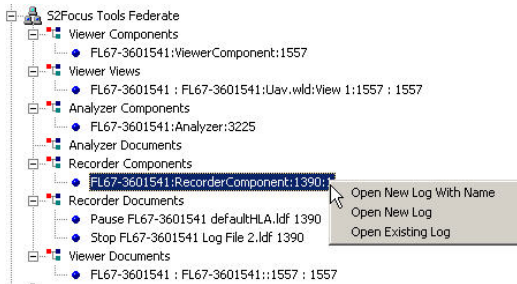 S2Focus Tools Federate
Viewer Components
FL67-3601541:ViewerComponent:1557
Viewer Views
FL67-3601541 : FL67-3601541:Uav.wld:View 1:1557 : 1557
Analyzer Components
FL67-3601541:Analyzer:3225
Analyzer Documents
Recorder Components
FL67-3601541:RecorderComponent:1390:1
Open New Log With Name
Open New Log
Open Existing Log
Recorder Documents
Pause FL67-3601541 defaultHLA.ldf 1390
Stop FL67-3601541 Log File 2.ldf 1390
Viewer Documents
FL67-3601541 : FL67-3601541::1557 : 1557